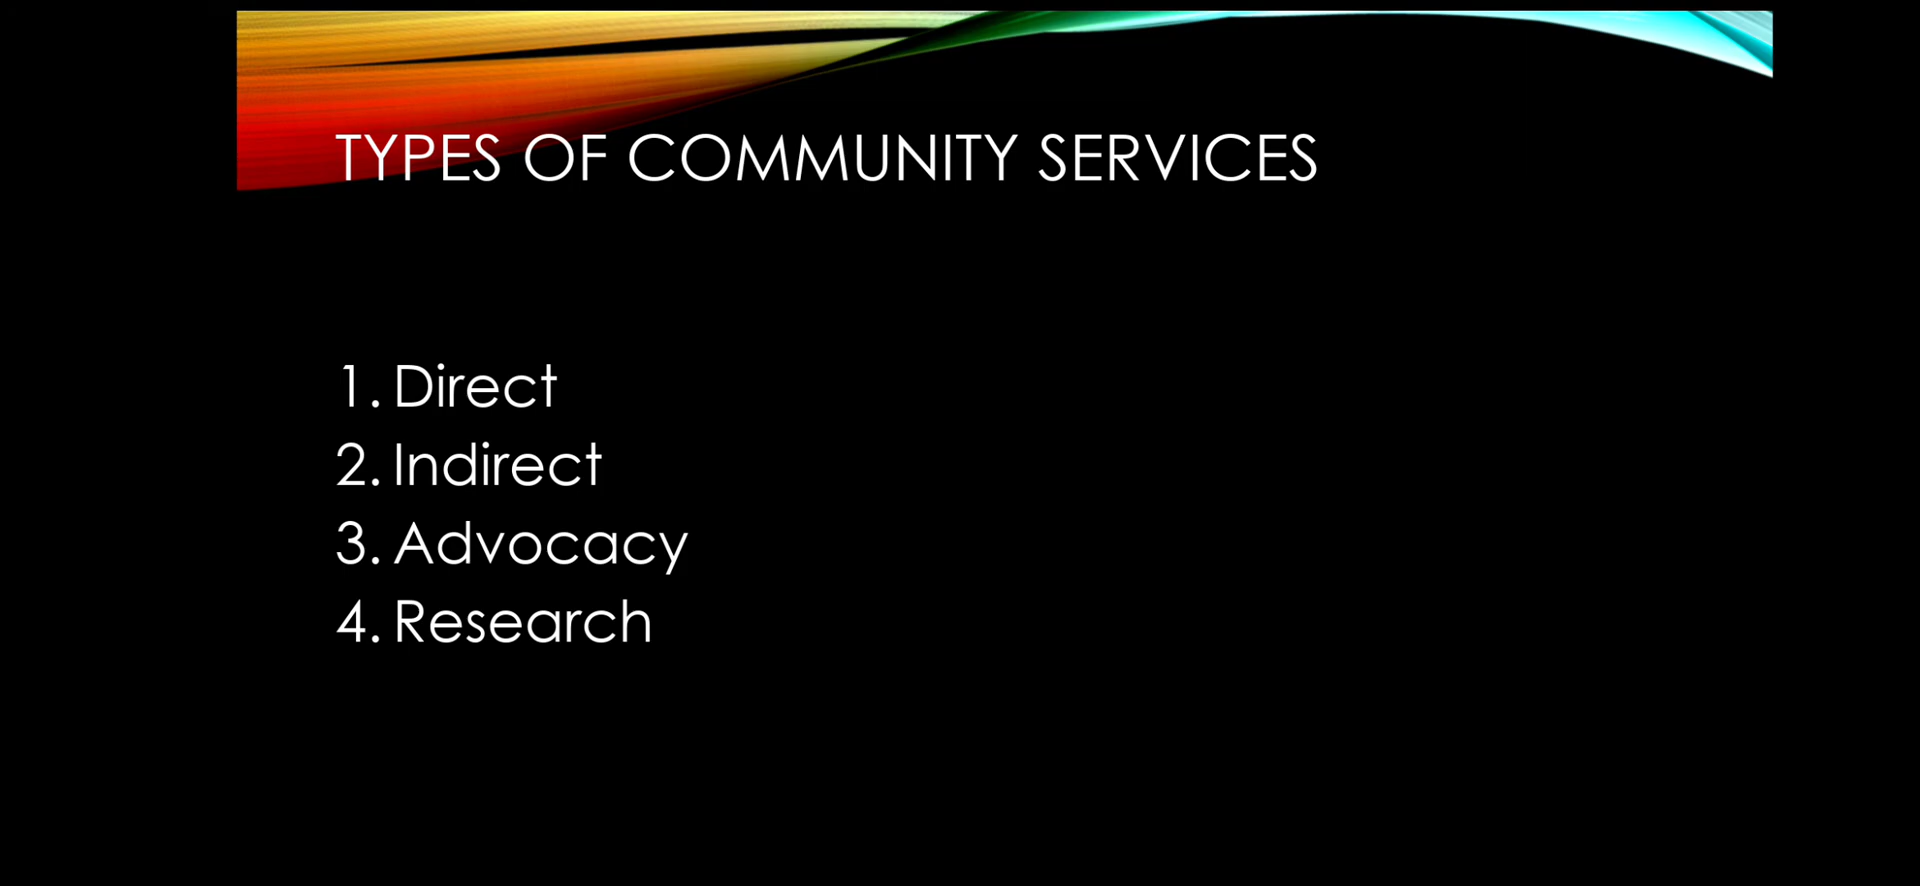 TYPES OF COMMUNITY SERVICES
1. Direct
2. Indirect
3. Advocacy
4. Research